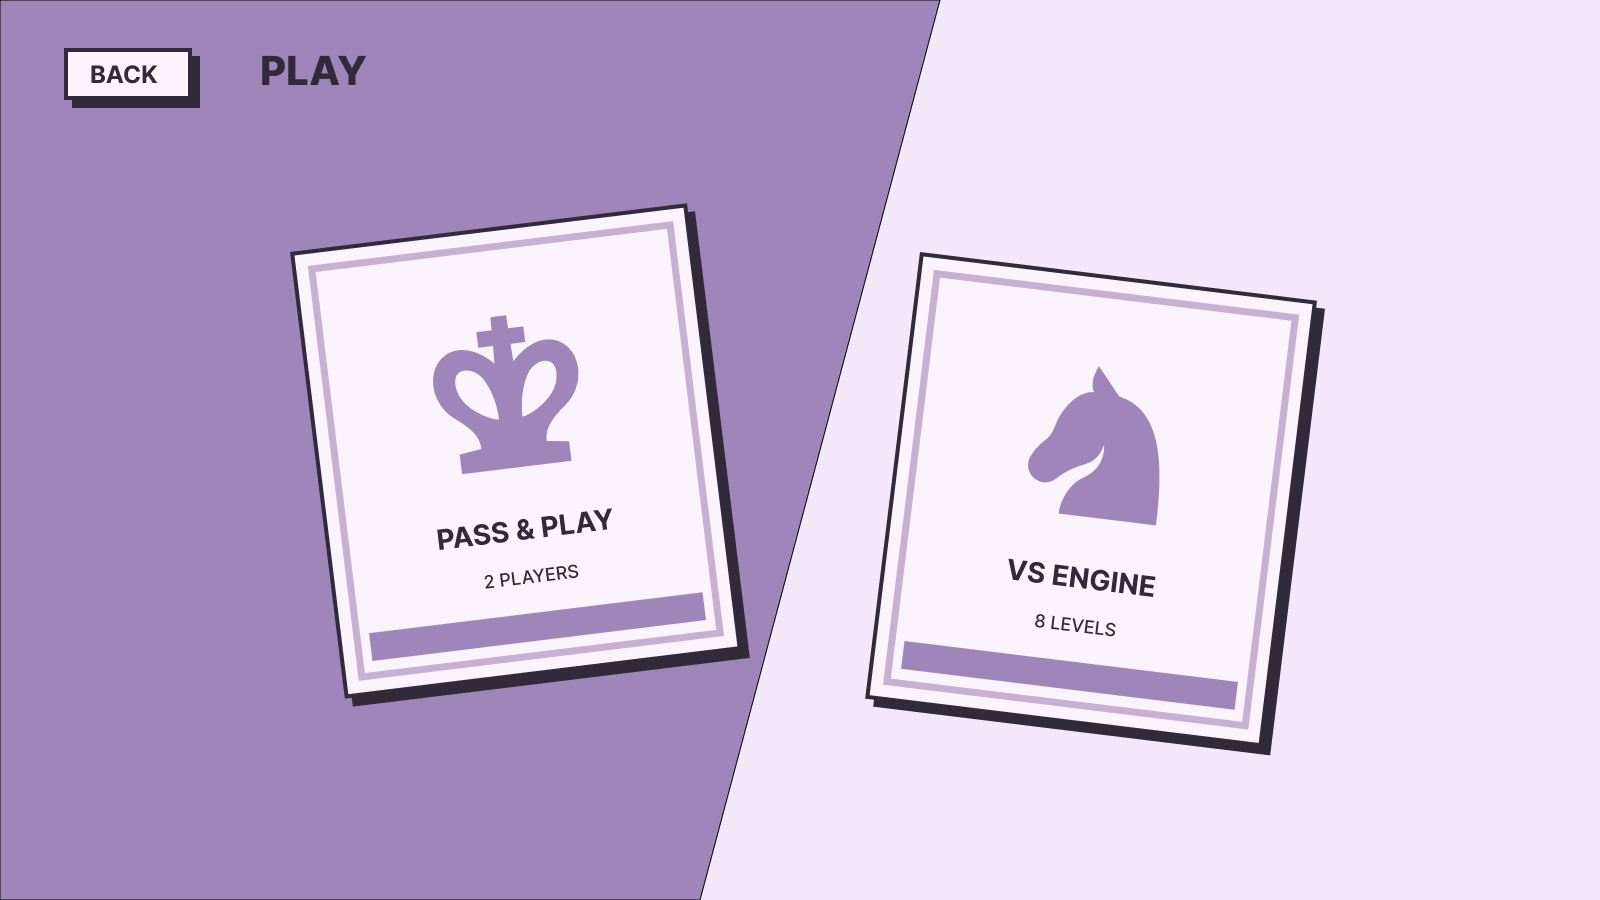 BACK
PLAY
PASS & PLAY
2 PLAYERS
VS ENGINE
8 LEVELS